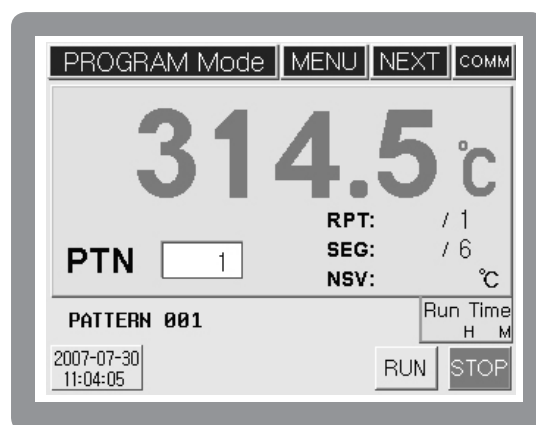 PROGRAM Mode MENU NEXT COMM
314.5 ℃
RPT: / 1
PTN 1 SEG: / 6
NSV: ℃
PATTERN 001
Run Time
H M
2007-07-30
11:04:05
RUN STOP